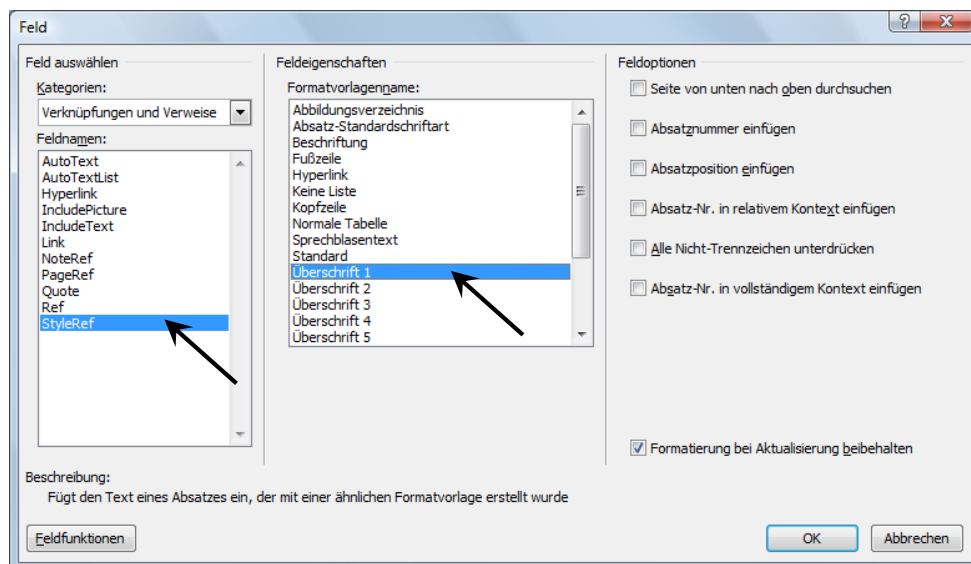 Feld
Feld auswählen
Kategorien:
Verknüpfungen und Verweise
Feldnamen:
AutoText
AutoTextList
Hyperlink
IncludePicture
IncludeText
Link
NoteRef
PageRef
Quote
Ref
StyleRef
Feldeigenschaften
Formatvorlagenname:
Abbildungsverzeichnis
Absatz-Standardschriftart
Beschriftung
Fußzeile
Hyperlink
Keine Liste
Kopfzeile
Normale Tabelle
Sprechblasentext
Standard
Überschrift 1
Überschrift 2
Überschrift 3
Überschrift 4
Überschrift 5
Feldoptionen
Seite von unten nach oben durchsuchen
Absatznummer einfügen
Absatzposition einfügen
Absatz-Nr. in relativem Kontext einfügen
Alle Nicht-Trennzeichen unterdrücken
Absatz-Nr. in vollständigem Kontext einfügen
Formatierung bei Aktualisierung beibehalten
Beschreibung:
Fügt den Text eines Absatzes ein, der mit einer ähnlichen Formatvorlage erstellt wurde
Feldfunktionen
OK
Abbrechen